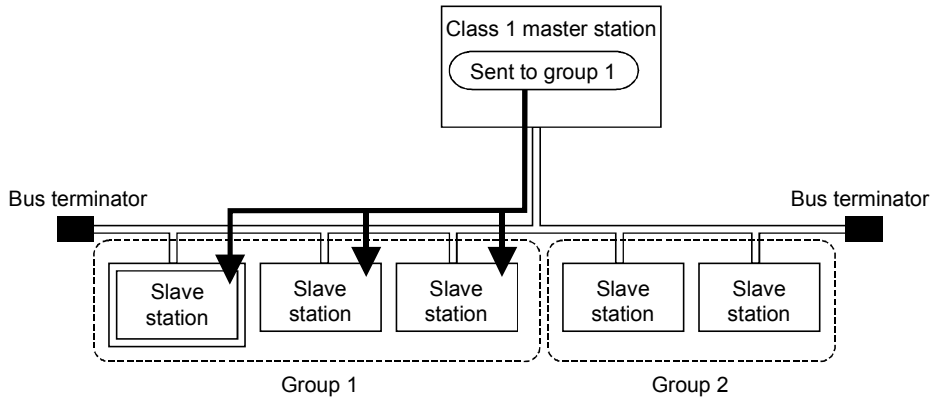 Class 1 master station
Sent to group 1
Bus terminator
Bus terminator
Slave
station
Slave
station
Slave
station
Slave
station
Slave
station
Group 1
Group 2